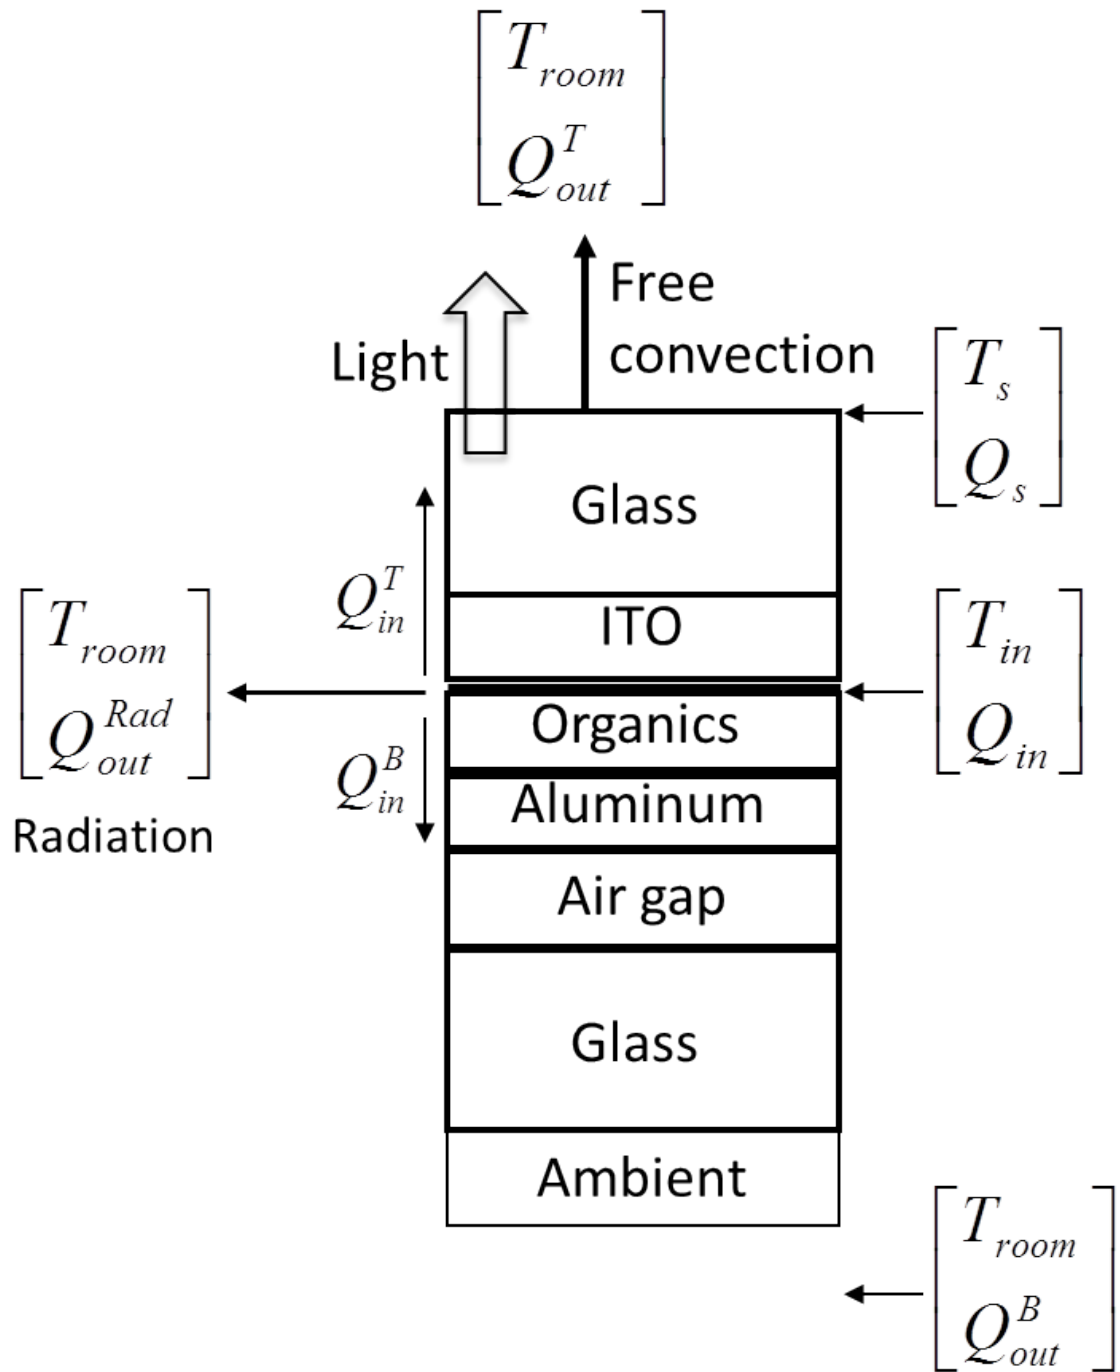 T_room
Q^T_out
Free
convection
Light
T_s
Q_s
Glass
Q^T_in
T_room
Q^Rad_out
Radiation
ITO
T_in
Q_in
Organics
Q^B_in
Aluminum
Air gap
Glass
Ambient
T_room
Q^B_out